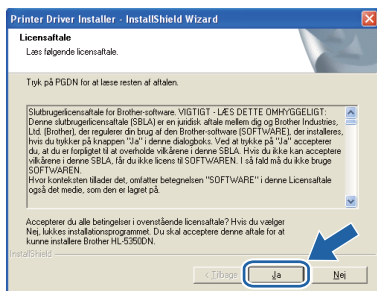 Printer Driver Installer - InstallShield Wizard
Licensaftale
Læs følgende licensaftale.
Tryk på PGDN for at læse resten af aftalen.
Slutbrugerlicensaftale for Brother-software. VIGTIGT - LÆS DETTE OMHYGGELIGT:
Denne slutbrugerlicensaftale (SBLA) er en juridisk aftale mellem dig og Brother Industries,
Ltd. (Brother), der regulerer din brug af den Brother-software (SOFTWARE), der installeres,
hvis du trykker på knappen "Ja" i denne dialogboks. Ved at trykke på "Ja" accepterer
du, at du er forpligtet til at overholde vilkårene i denne SBLA. Hvis du ikke kan acceptere
vilkårene i denne SBLA, får du ikke licens til SOFTWAREN. I så fald må du ikke bruge
SOFTWAREN.
Hvor konteksten tillader det, omfatter betegnelsen "SOFTWARE" i denne Licensaftale
også det medie, som den er lagret på.
Accepterer du alle betingelser i ovenstående licensaftale? Hvis du vælger
Nej, lukkes installationsprogrammet. Du skal acceptere denne aftale for at
kunne installere Brother HL-5350DN.
InstallShield
< Tilbage
Ja
Nej